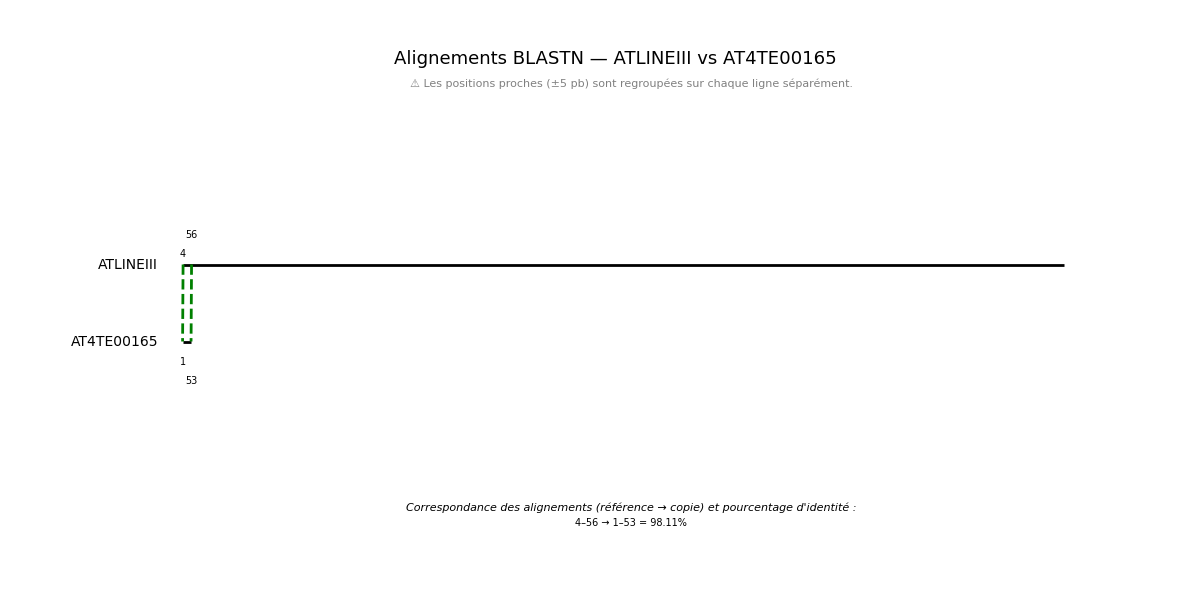 Alignements BLASTN — ATLINEIII vs AT4TE00165
⚠ Les positions proches (±5 pb) sont regroupées sur chaque ligne séparément.
56
4
ATLINEIII
AT4TE00165
1
53
Correspondance des alignements (référence → copie) et pourcentage d'identité :
4–56 → 1–53 = 98.11%